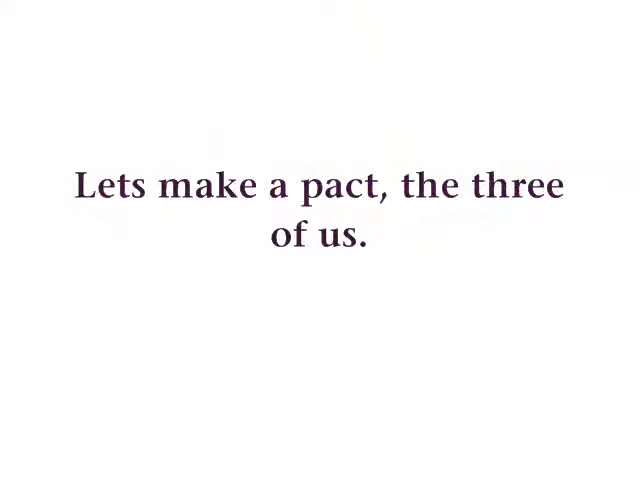 Lets make a pact, the three
of us.